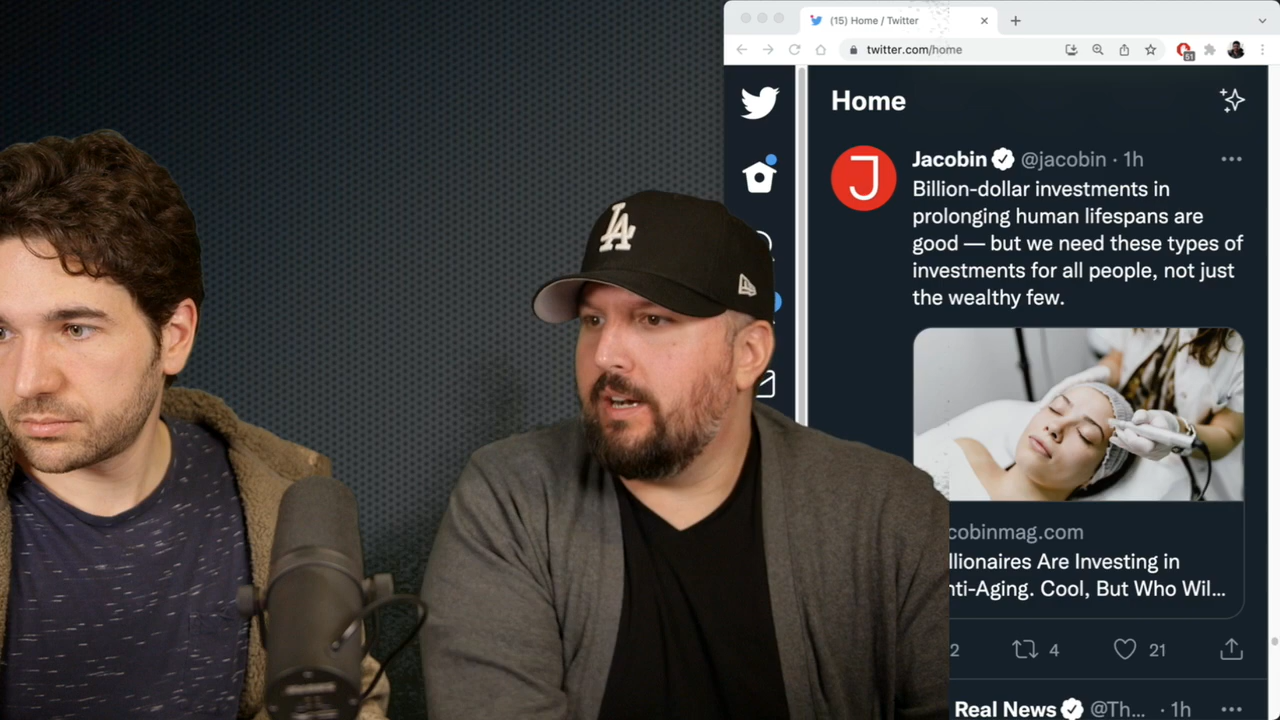 (15) Home / Twitter
twitter.com/home
51
Home
Jacobin @jacobin · 1h
Billion-dollar investments in
prolonging human lifespans are
good — but we need these types of
investments for all people, not just
the wealthy few.
J
LA
cobinmag.com
llionaires Are Investing in
nti-Aging. Cool, But Who Wil...
2 4 21
Real News @Th... · 1h